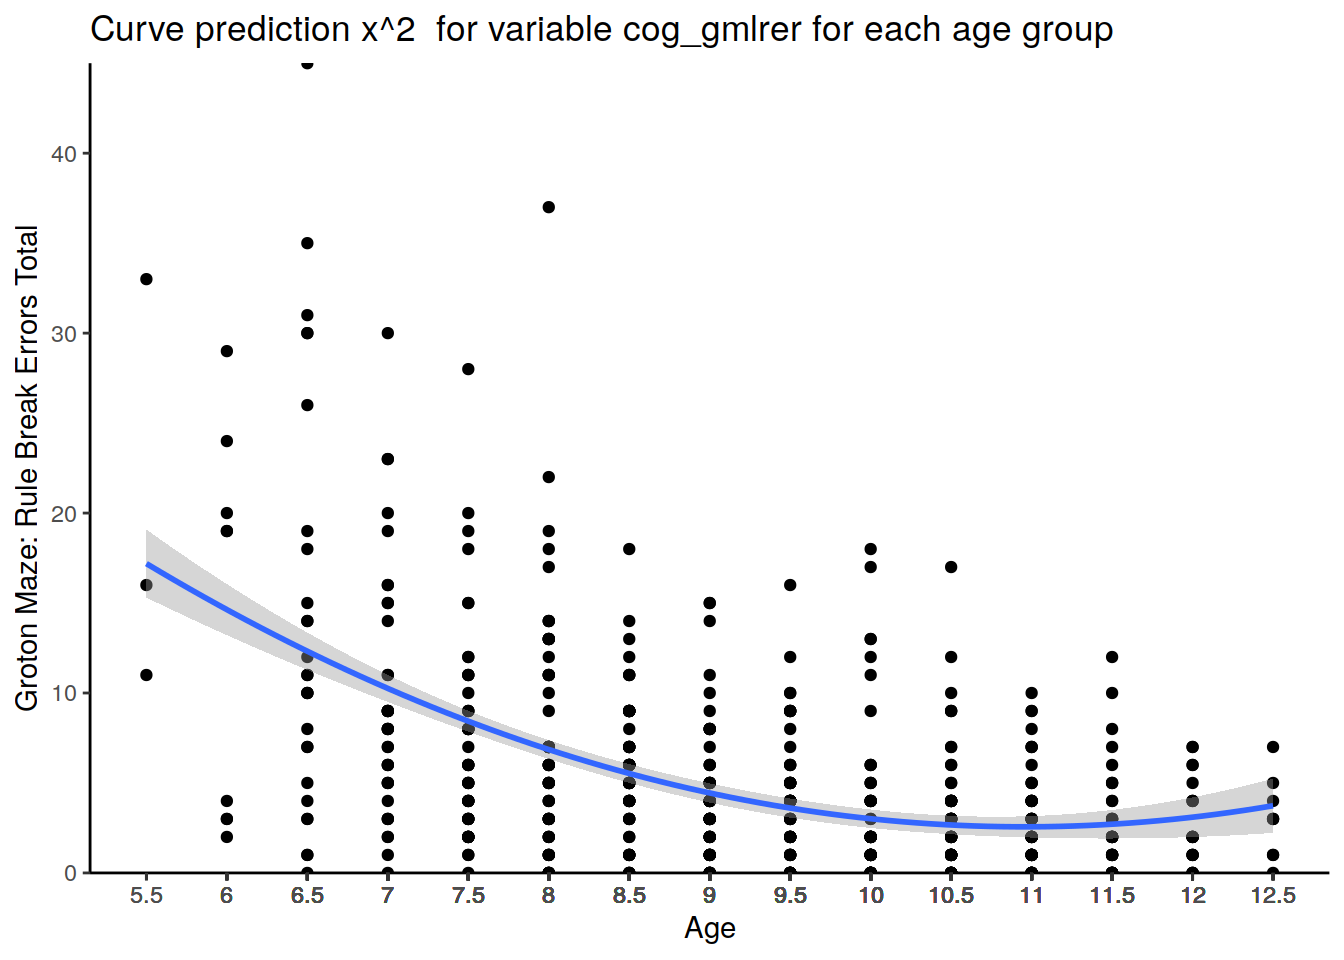 Curve prediction x^2  for variable cog_gmlrer for each age group
Groton Maze: Rule Break Errors Total
40
30
20
10
0
5.5 6 6.5 7 7.5 8 8.5 9 9.5 10 10.5 11 11.5 12 12.5
Age